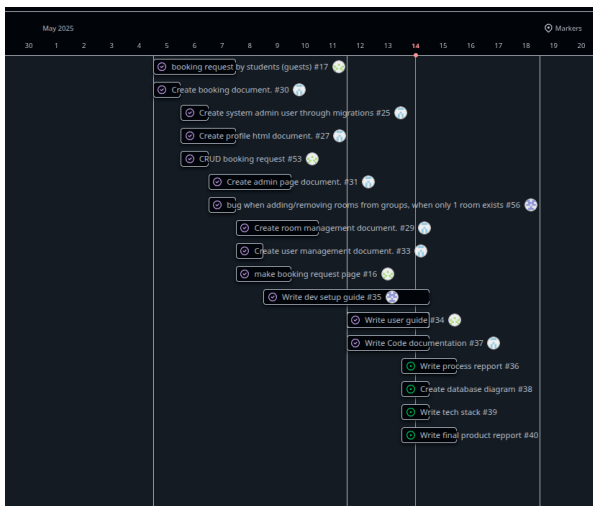 May 2025
Markers
30 1 2 3 4 5 6 7 8 9 10 11 12 13 14 15 16 17 18 19 20
booking request by students (guests) #17
Create booking document. #30
Create system admin user through migrations #25
Create profile html document. #27
CRUD booking request #53
Create admin page document. #31
bug when adding/removing rooms from groups, when only 1 room exists #56
Create room management document. #29
Create user management document. #33
make booking request page #16
Write dev setup guide #35
Write user guide #34
Write Code documentation #37
Write process repport #36
Create database diagram #38
Write tech stack #39
Write final product repport #40